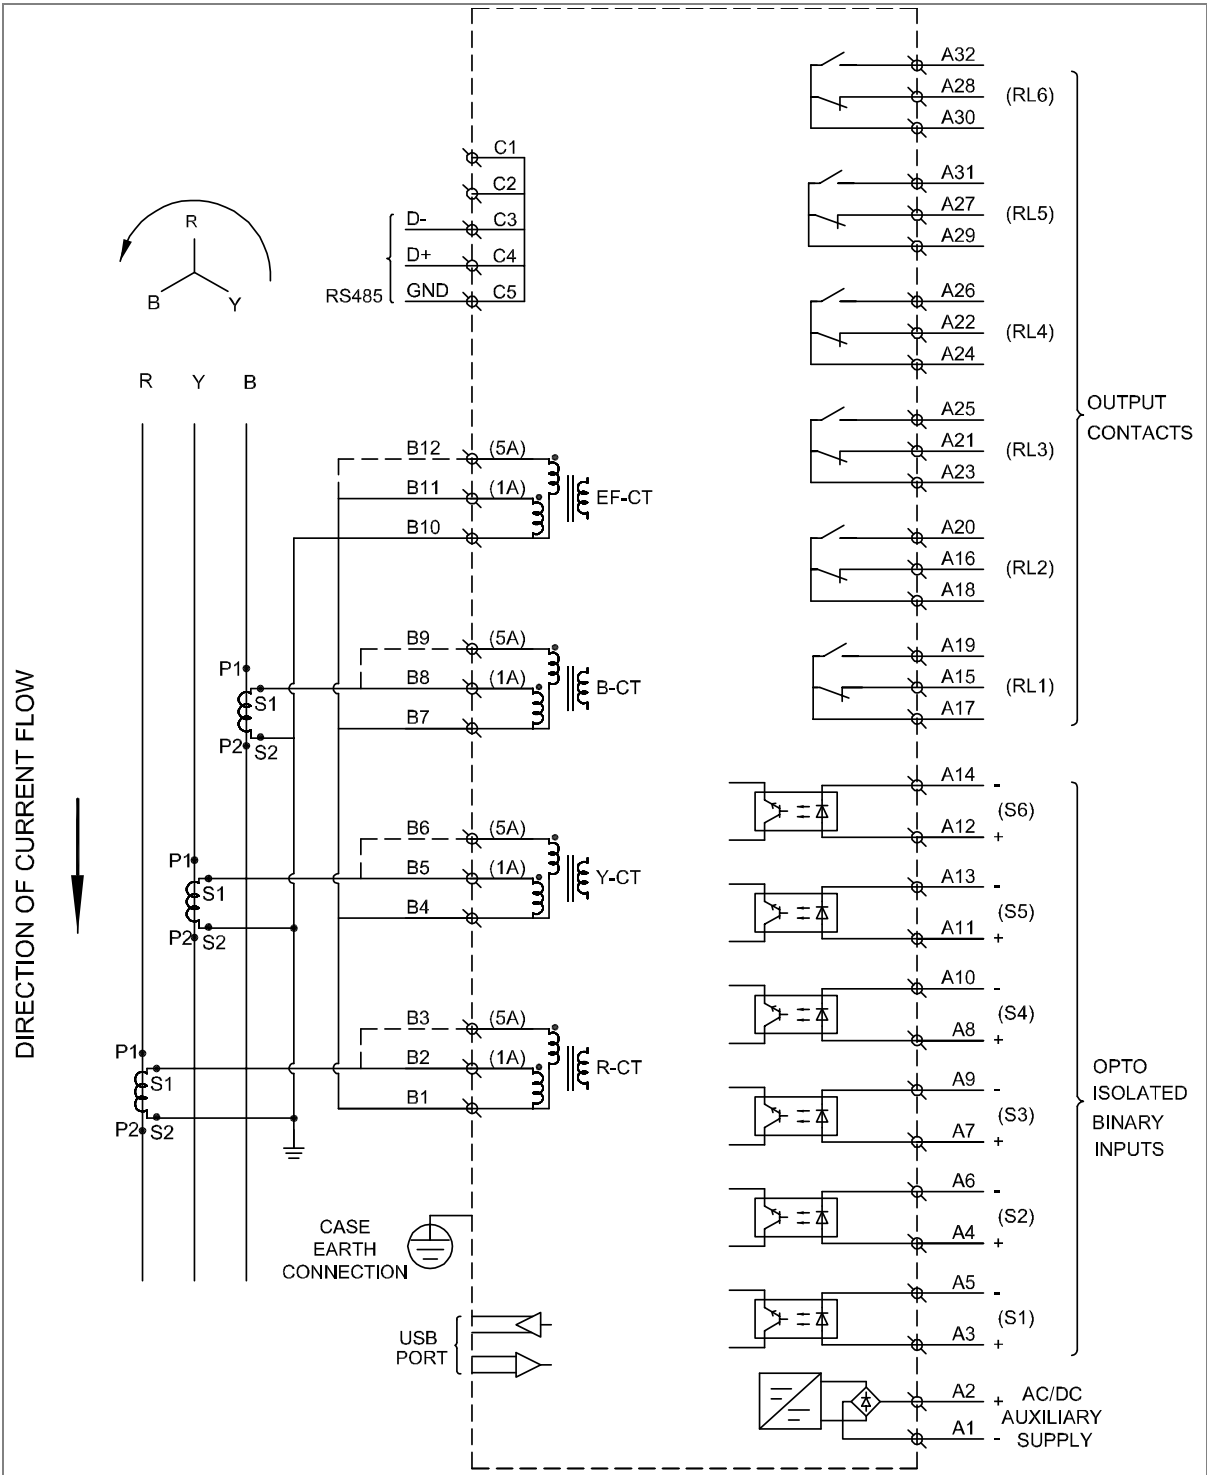 A32
A28 (RL6)
A30
A31
A27 (RL5)
A29
A26
A22 (RL4)
A24
A25
A21 (RL3)
A23
A20
A16 (RL2)
A18
A19
A15 (RL1)
A17
OUTPUT
CONTACTS
C1
C2
D- C3
D+ C4
RS485 GND C5
R
B Y
R Y B
B12 (5A)
B11 (1A) EF-CT
B10
B9 (5A)
B8 (1A) B-CT
B7
P1
S1
P2 S2
B6 (5A)
B5 (1A) Y-CT
B4
P1
S1
P2 S2
B3 (5A)
B2 (1A) R-CT
B1
P1
S1
P2 S2
DIRECTION OF CURRENT FLOW
CASE
EARTH
CONNECTION
USB
PORT
A14 -
(S6)
A12 +
A13 -
(S5)
A11 +
A10 -
(S4)
A8 +
A9 -
(S3)
A7 +
A6 -
(S2)
A4 +
A5 -
(S1)
A3 +
OPTO
ISOLATED
BINARY
INPUTS
A2 + AC/DC
AUXILIARY
A1 - SUPPLY